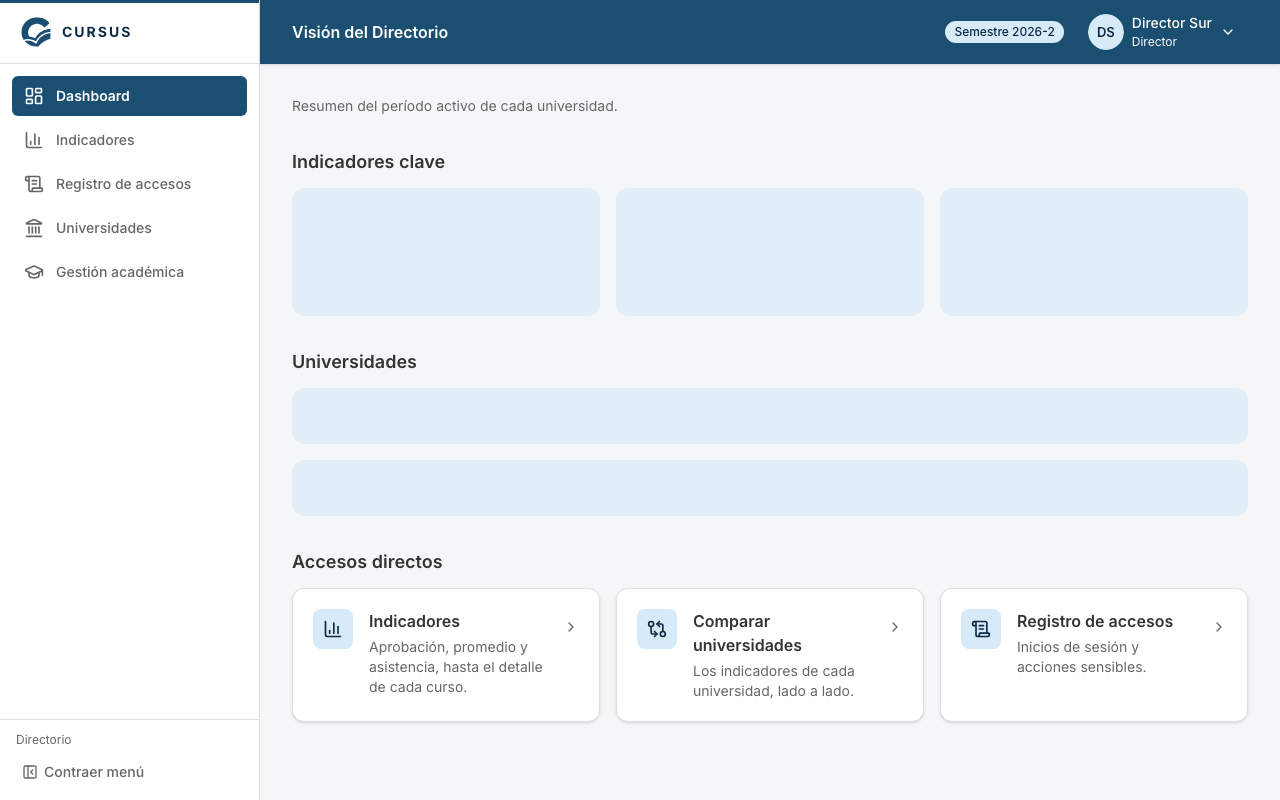 CURSUS
Visión del Directorio
Semestre 2026-2
DS
Director Sur
Director
Dashboard
Indicadores
Registro de accesos
Universidades
Gestión académica
Resumen del período activo de cada universidad.
Indicadores clave
Universidades
Accesos directos
Indicadores
Aprobación, promedio y
asistencia, hasta el detalle
de cada curso.
Comparar
universidades
Los indicadores de cada
universidad, lado a lado.
Registro de accesos
Inicios de sesión y
acciones sensibles.
Directorio
Contraer menú